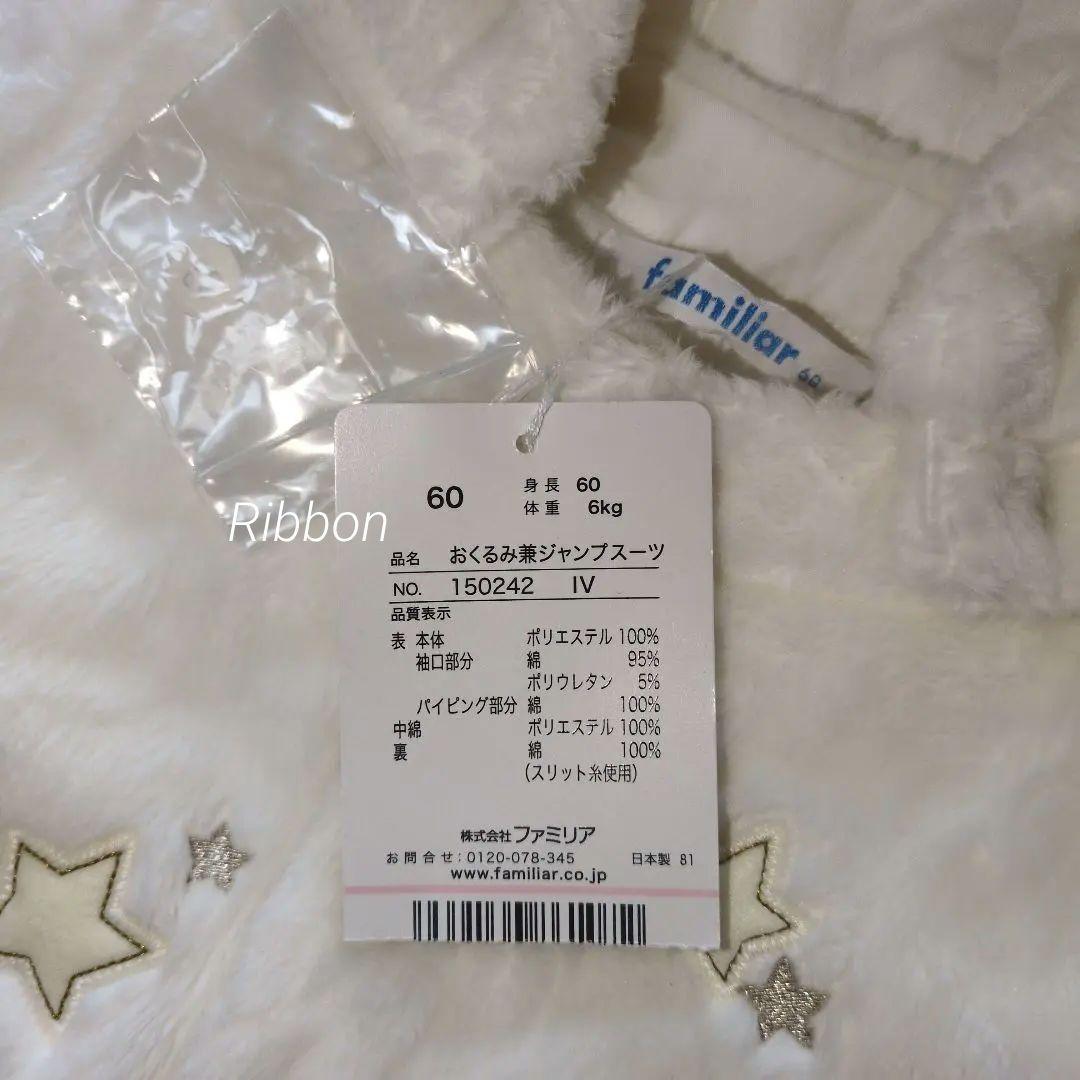 familiar
60
60
身長 60
体重 6kg
Ribbon
品名 おくるみ兼ジャンプスーツ
NO. 150242 IV
品質表示
表 本体 ポリエステル 100%
袖口部分 綿 95%
ポリウレタン 5%
パイピング部分 綿 100%
中綿 ポリエステル 100%
裏 綿 100%
(スリット糸使用)
株式会社 ファミリア
お問合せ:0120-078-345 日本製 81
www.familiar.co.jp